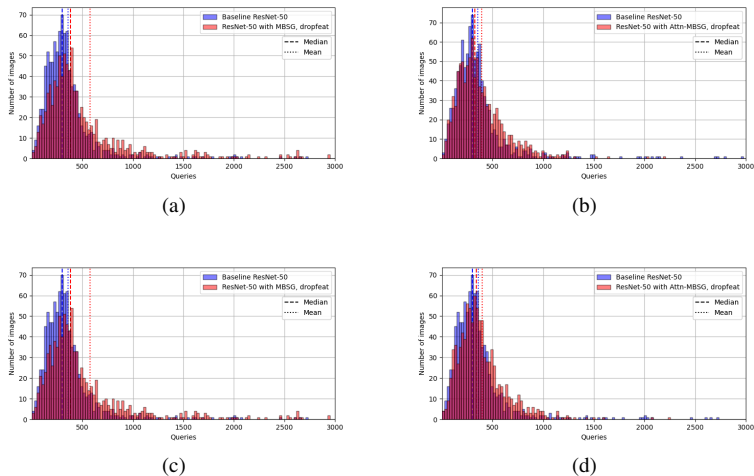 Baseline ResNet-50
ResNet-50 with MBSG, dropfeat
Median
Mean
Number of images
70
60
50
40
30
20
10
0
500
1000
1500
2000
2500
3000
Queries
(a)
Baseline ResNet-50
ResNet-50 with Attn-MBSG, dropfeat
Median
Mean
Number of images
70
60
50
40
30
20
10
0
500
1000
1500
2000
2500
3000
Queries
(b)
Baseline ResNet-50
ResNet-50 with MBSG, dropfeat
Median
Mean
Number of images
70
60
50
40
30
20
10
0
500
1000
1500
2000
2500
3000
Queries
(c)
Baseline ResNet-50
ResNet-50 with Attn-MBSG, dropfeat
Median
Mean
Number of images
70
60
50
40
30
20
10
0
500
1000
1500
2000
2500
3000
Queries
(d)